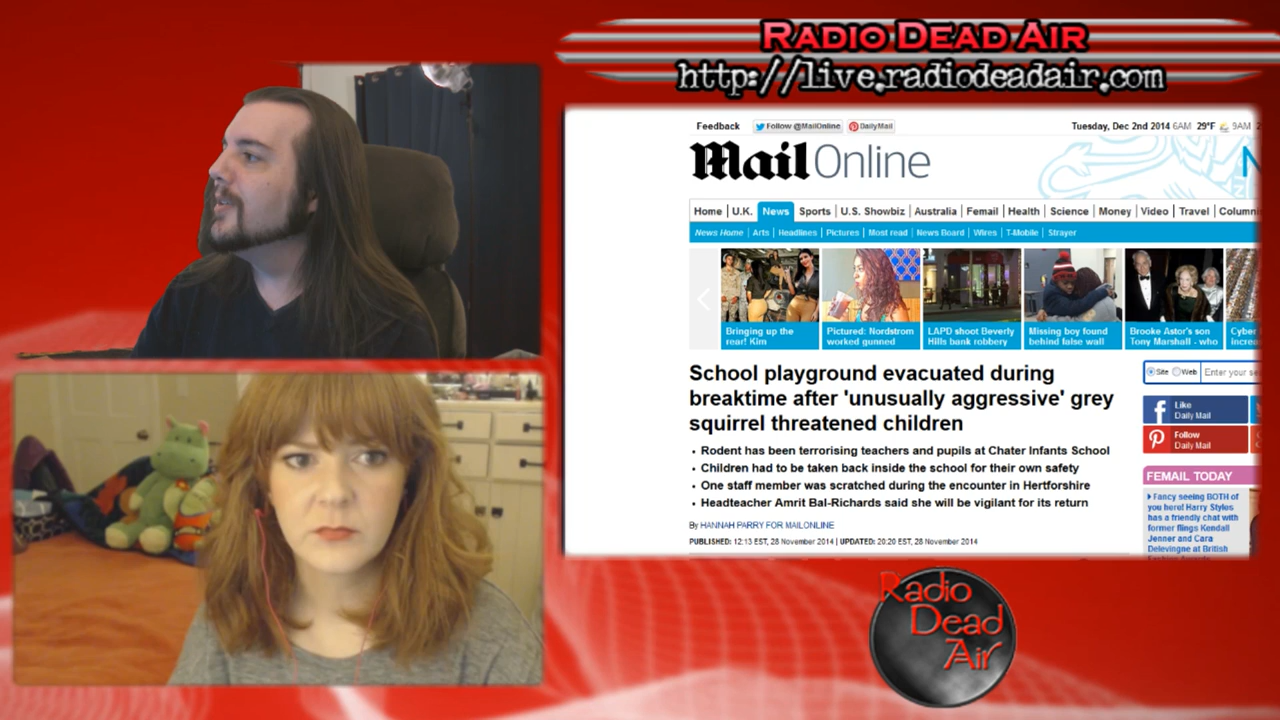 Radio Dead Air
http://live.radiodeadair.com
Feedback
Follow @MailOnline
DailyMail
Tuesday, Dec 2nd 2014 6AM 29°F 9AM
Mail Online
Home U.K. News Sports U.S. Showbiz Australia Femail Health Science Money Video Travel
News Home Arts Headlines Pictures Most read News Board Wires T-Mobile Strayer
Bringing up the
rear! Kim
Pictured: Nordstrom
worked gunned
LAPD shoot Beverly
Hills bank robbery
Missing boy found
behind false wall
Brooke Astor's son
Tony Marshall - who
Cyber
School playground evacuated during
breaktime after 'unusually aggressive' grey
squirrel threatened children
• Rodent has been terrorising teachers and pupils at Chater Infants School
• Children had to be taken back inside the school for their own safety
• One staff member was scratched during the encounter in Hertforshire
• Headteacher Amrit Bal-Richards said she will be vigilant for its return
By HANNAH PARRY FOR MAILONLINE
PUBLISHED: 12:13 EST, 28 November 2014 | UPDATED: 20:20 EST, 28 November 2014
Site Web Enter your
Like
Daily Mail
Follow
Daily Mail
FEMAIL TODAY
Fancy seeing BOTH of
you here! Harry Styles
has a friendly chat with
former flings Kendall
Jenner and Cara
Delevingne at British
Radio
Dead
Air